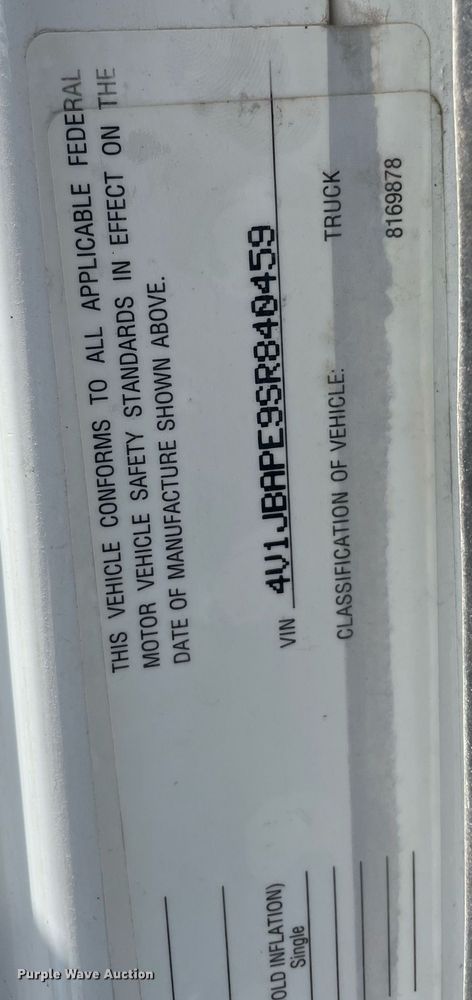 THIS VEHICLE CONFORMS TO ALL APPLICABLE FEDERAL
MOTOR VEHICLE SAFETY STANDARDS IN EFFECT ON THE
DATE OF MANUFACTURE SHOWN ABOVE.
VIN 4V1JBAPE9SR840459
CLASSIFICATION OF VEHICLE: TRUCK
8169878
OLD INFLATION)
Single
Purple Wave Auction